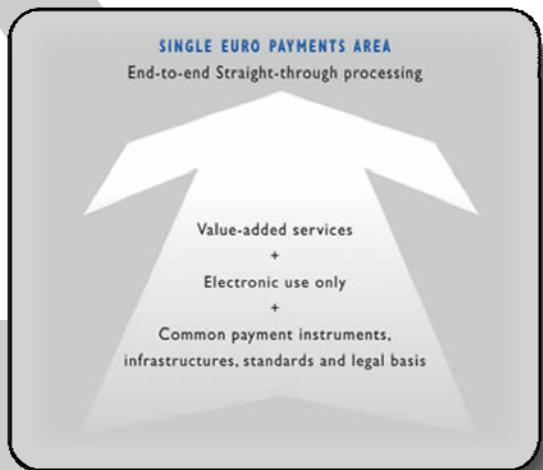 SINGLE EURO PAYMENTS AREA
End-to-end Straight-through processing
Value-added services
+
Electronic use only
+
Common payment instruments,
infrastructures, standards and legal basis